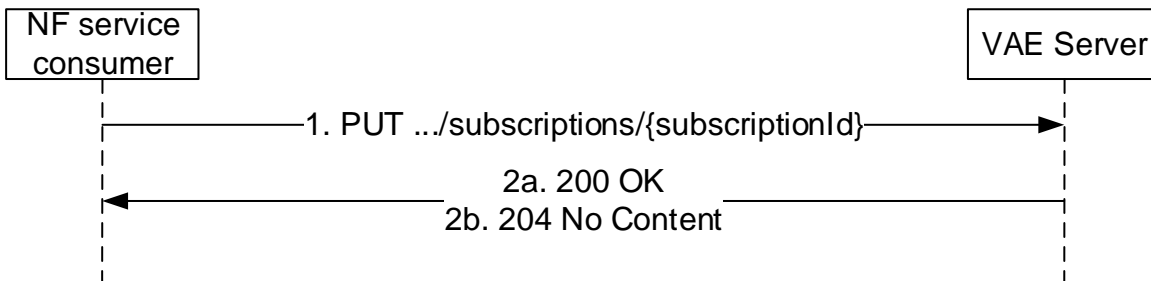 NF service
consumer
VAE Server
1. PUT .../subscriptions/{subscriptionId}
2a. 200 OK
2b. 204 No Content